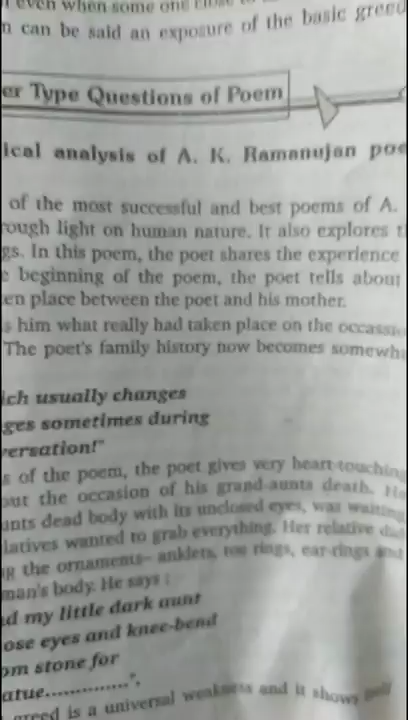 even when some one close to
n can be said an exposure of the basic greed
er Type Questions of Poem
ical analysis of A. K. Ramanujan poe
of the most successful and best poems of A.
rough light on human nature. It also explores t
gs. In this poem, the poet shares the experience
e beginning of the poem, the poet tells about
en place between the poet and his mother.
s him what really had taken place on the occassio
The poet's family history now becomes somewha
ich usually changes
ges sometimes during
versation!"
s of the poem, the poet gives very heart-touching
out the occasion of his grand-aunts death. He
unts dead body with its unclosed eyes, was waiting
latives wanted to grab everything. Her relative did
g the ornaments- anklets, toe rings, ear-rings and
man's body. He says :
d my little dark aunt
ose eyes and knee-bend
om stone for
atue..............".
greed is a universal weakness and it shows self